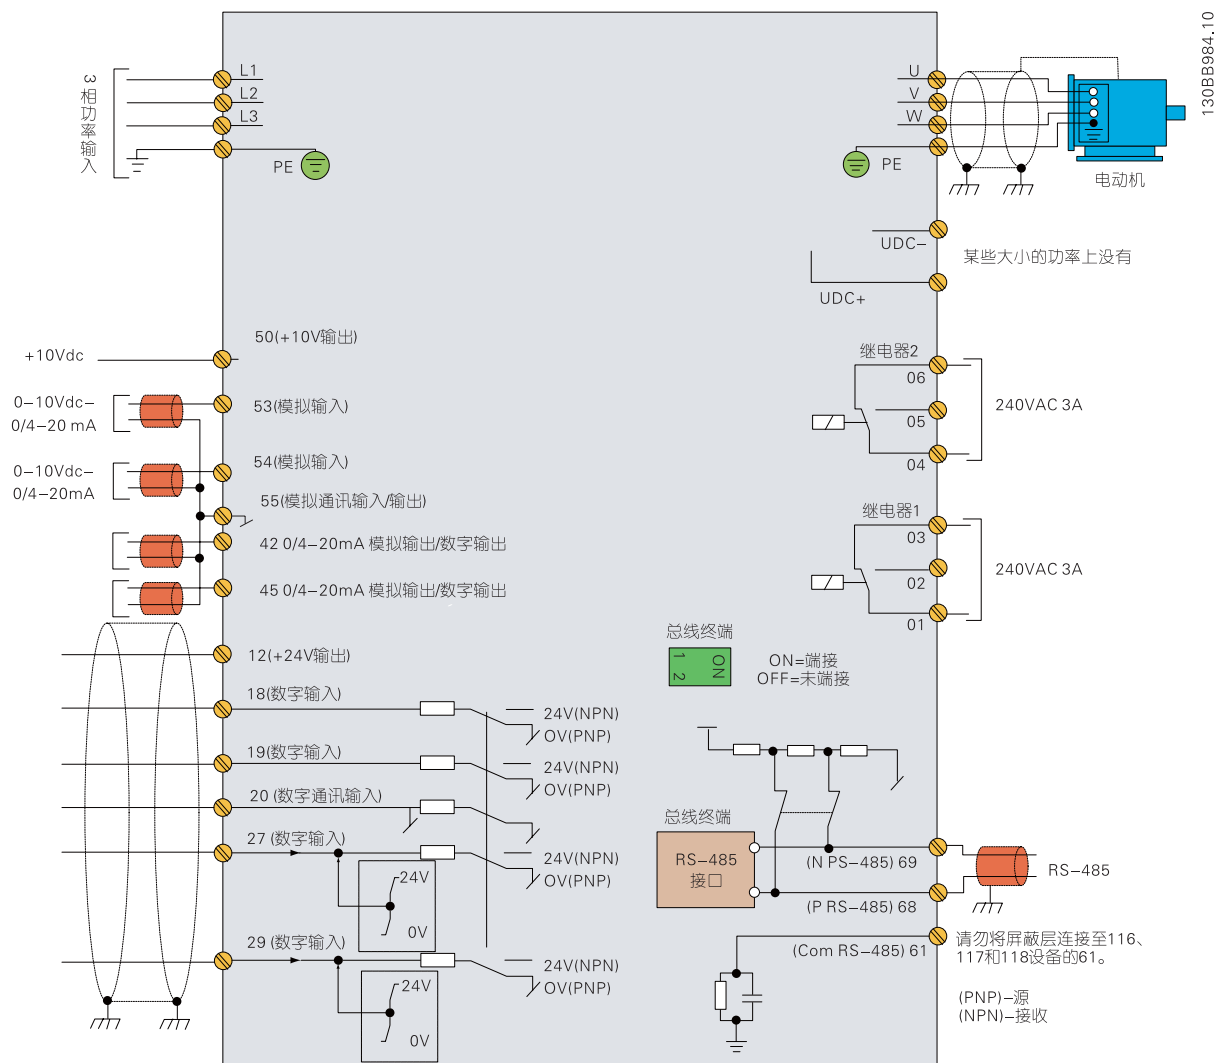 130BB984.10
3相功率输入
L1
L2
L3
PE
U
V
W
PE
电动机
UDC-
某些大小的功率上没有
UDC+
+10Vdc
50(+10V输出)
0-10Vdc-
0/4-20 mA
53(模拟输入)
0-10Vdc-
0/4-20mA
54(模拟输入)
55(模拟通讯输入/输出)
42 0/4-20mA 模拟输出/数字输出
45 0/4-20mA 模拟输出/数字输出
继电器2
06
05
04
240VAC 3A
继电器1
03
02
01
240VAC 3A
12(+24V输出)
18(数字输入)
24V(NPN)
OV(PNP)
19(数字输入)
24V(NPN)
OV(PNP)
20 (数字通讯输入)
27 (数字输入)
24V(NPN)
OV(PNP)
24V
0V
29 (数字输入)
24V(NPN)
OV(PNP)
24V
0V
总线终端
1
2
ON
ON=端接
OFF=未端接
总线终端
RS-485
接口
(N PS-485) 69
(P RS-485) 68
RS-485
(Com RS-485) 61
请勿将屏蔽层连接至116、
117和118设备的61。
(PNP)-源
(NPN)-接收